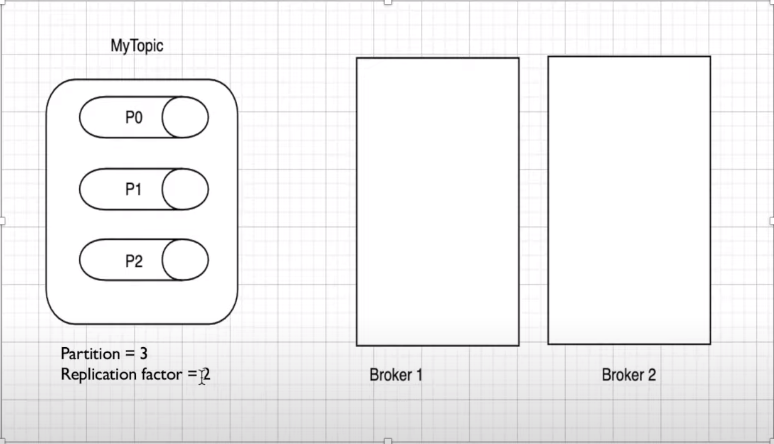 MyTopic
P0
P1
P2
Partition = 3
Replication factor = 2
Broker 1
Broker 2